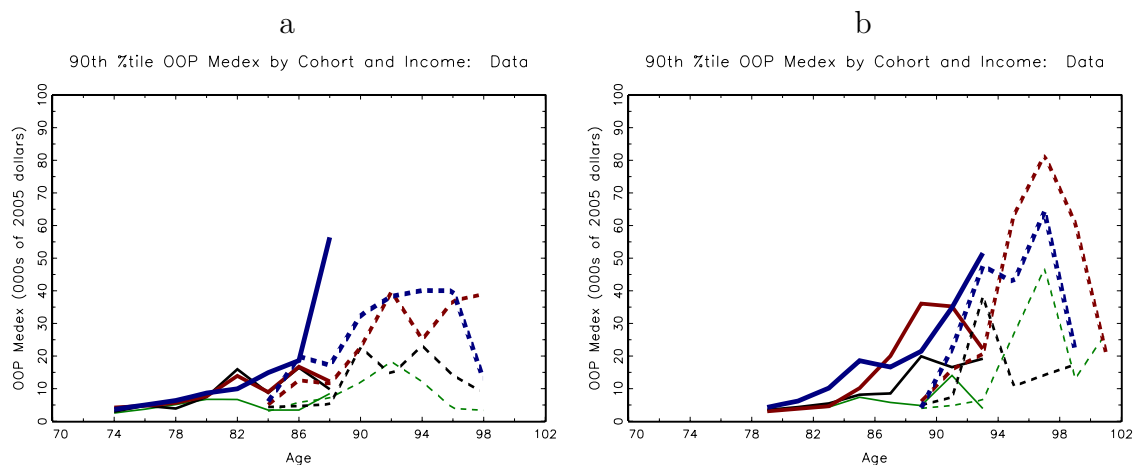 a
90th %tile OOP Medex by Cohort and Income: Data
OOP Medex (000s of 2005 dollars)
100
90
80
70
60
50
40
30
20
10
0
70 74 78 82 86 90 94 98 102
Age
b
90th %tile OOP Medex by Cohort and Income: Data
OOP Medex (000s of 2005 dollars)
100
90
80
70
60
50
40
30
20
10
0
70 74 78 82 86 90 94 98 102
Age